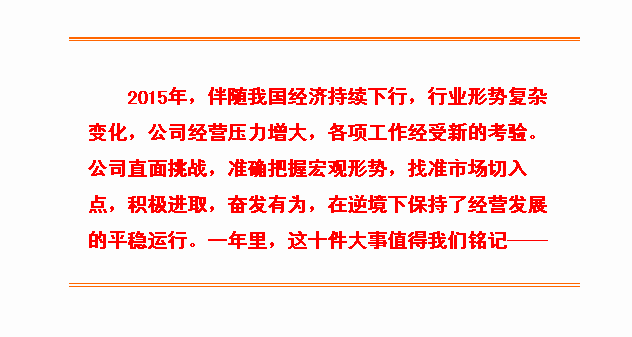 2015年，伴随我国经济持续下行，行业形势复杂
变化，公司经营压力增大，各项工作经受新的考验。
公司直面挑战，准确把握宏观形势，找准市场切入
点，积极进取，奋发有为，在逆境下保持了经营发展
的平稳运行。一年里，这十件大事值得我们铭记——